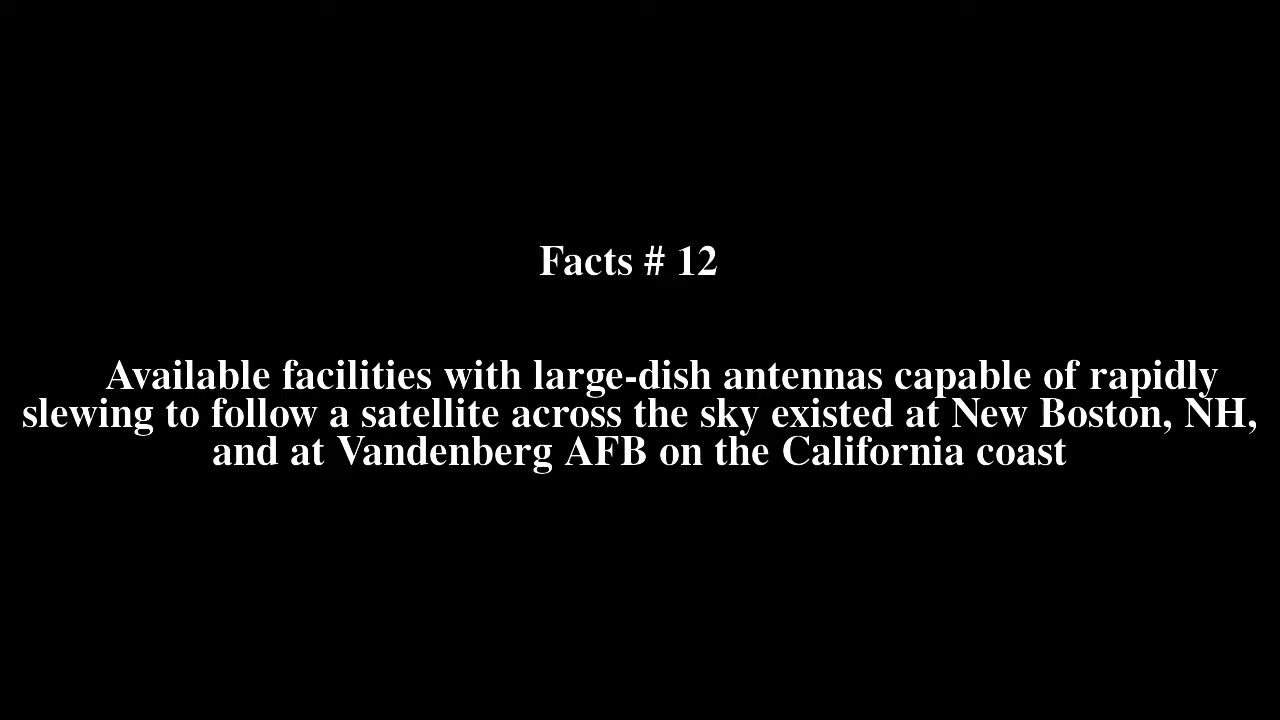 Facts # 12
Available facilities with large-dish antennas capable of rapidly
slewing to follow a satellite across the sky existed at New Boston, NH,
and at Vandenberg AFB on the California coast